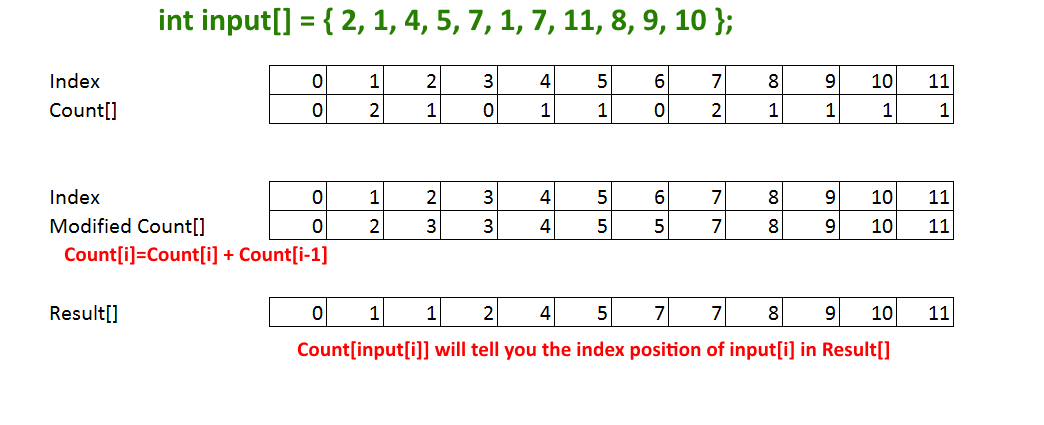 int input[] = { 2, 1, 4, 5, 7, 1, 7, 11, 8, 9, 10 };
Index 0 1 2 3 4 5 6 7 8 9 10 11
Count[] 0 2 1 0 1 1 0 2 1 1 1 1
Index 0 1 2 3 4 5 6 7 8 9 10 11
Modified Count[] 0 2 3 3 4 5 5 7 8 9 10 11
Count[i]=Count[i] + Count[i-1]
Result[] 0 1 1 2 4 5 7 7 8 9 10 11
Count[input[i]] will tell you the index position of input[i] in Result[]